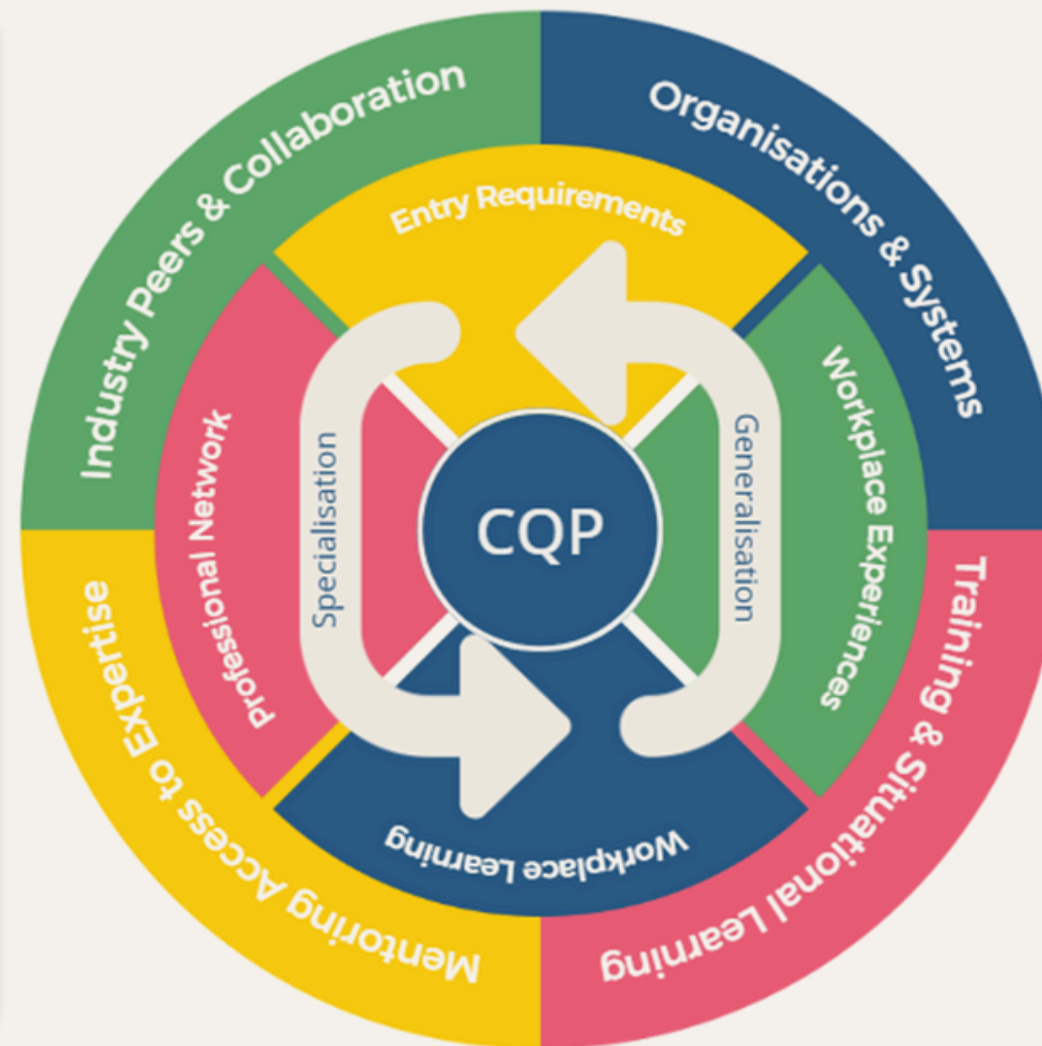 Industry Peers & Collaboration
Organisations & Systems
Training & Situational Learning
Mentoring Access to Expertise
Entry Requirements
Workplace Experiences
Workplace Learning
Professional Network
Specialisation
Generalisation
CQP